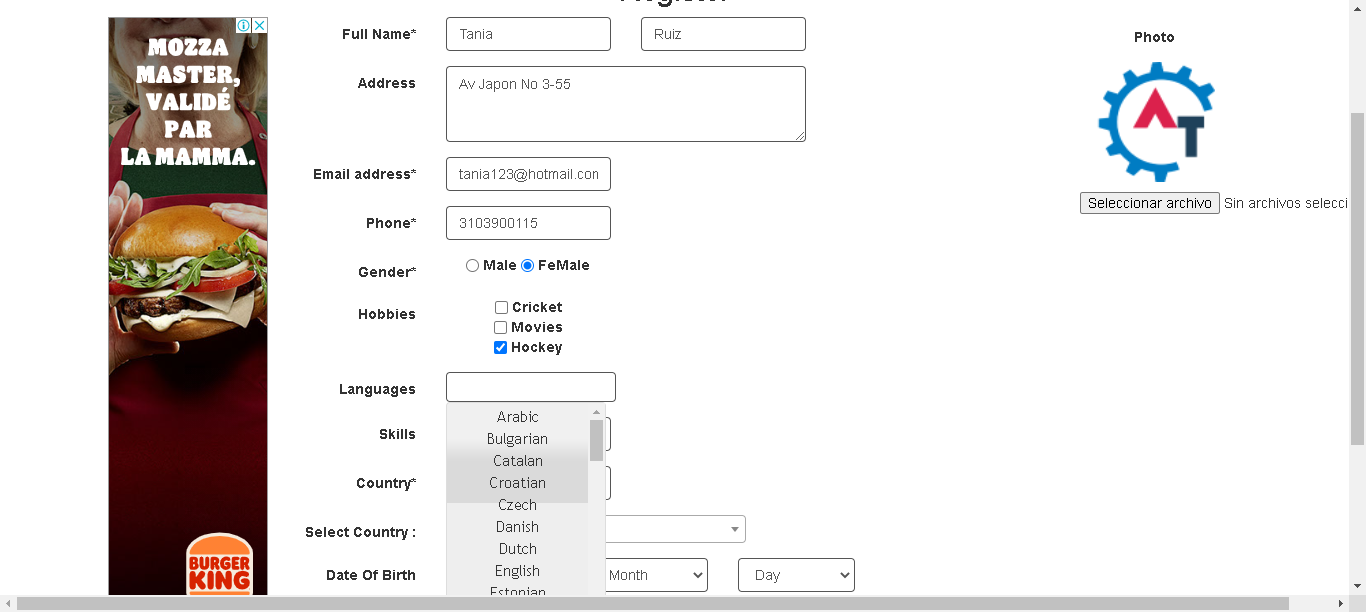 MOZZA
MASTER,
VALIDÉ
PAR
LA MAMMA.
BURGER
KING
Full Name*
Tania
Ruiz
Address
Av Japon No 3-55
Email address*
tania123@hotmail.con
Phone*
3103900115
Gender*
Male FeMale
Hobbies
Cricket
Movies
Hockey
Languages
Arabic
Bulgarian
Catalan
Croatian
Czech
Danish
Dutch
English
Estonian
Skills
Country*
Select Country :
Date Of Birth
Month
Day
Photo
AT
Seleccionar archivo Sin archivos selecci